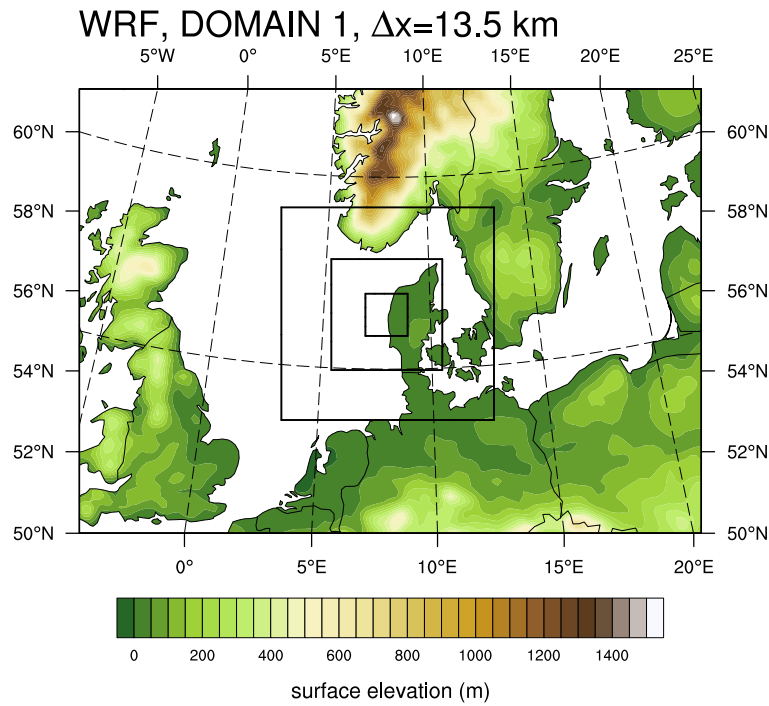 WRF, DOMAIN 1, Δx=13.5 km
5°W 0° 5°E 10°E 15°E 20°E 25°E
60°N 60°N
58°N 58°N
56°N 56°N
54°N 54°N
52°N 52°N
50°N 50°N
0° 5°E 10°E 15°E 20°E
0 200 400 600 800 1000 1200 1400
surface elevation (m)